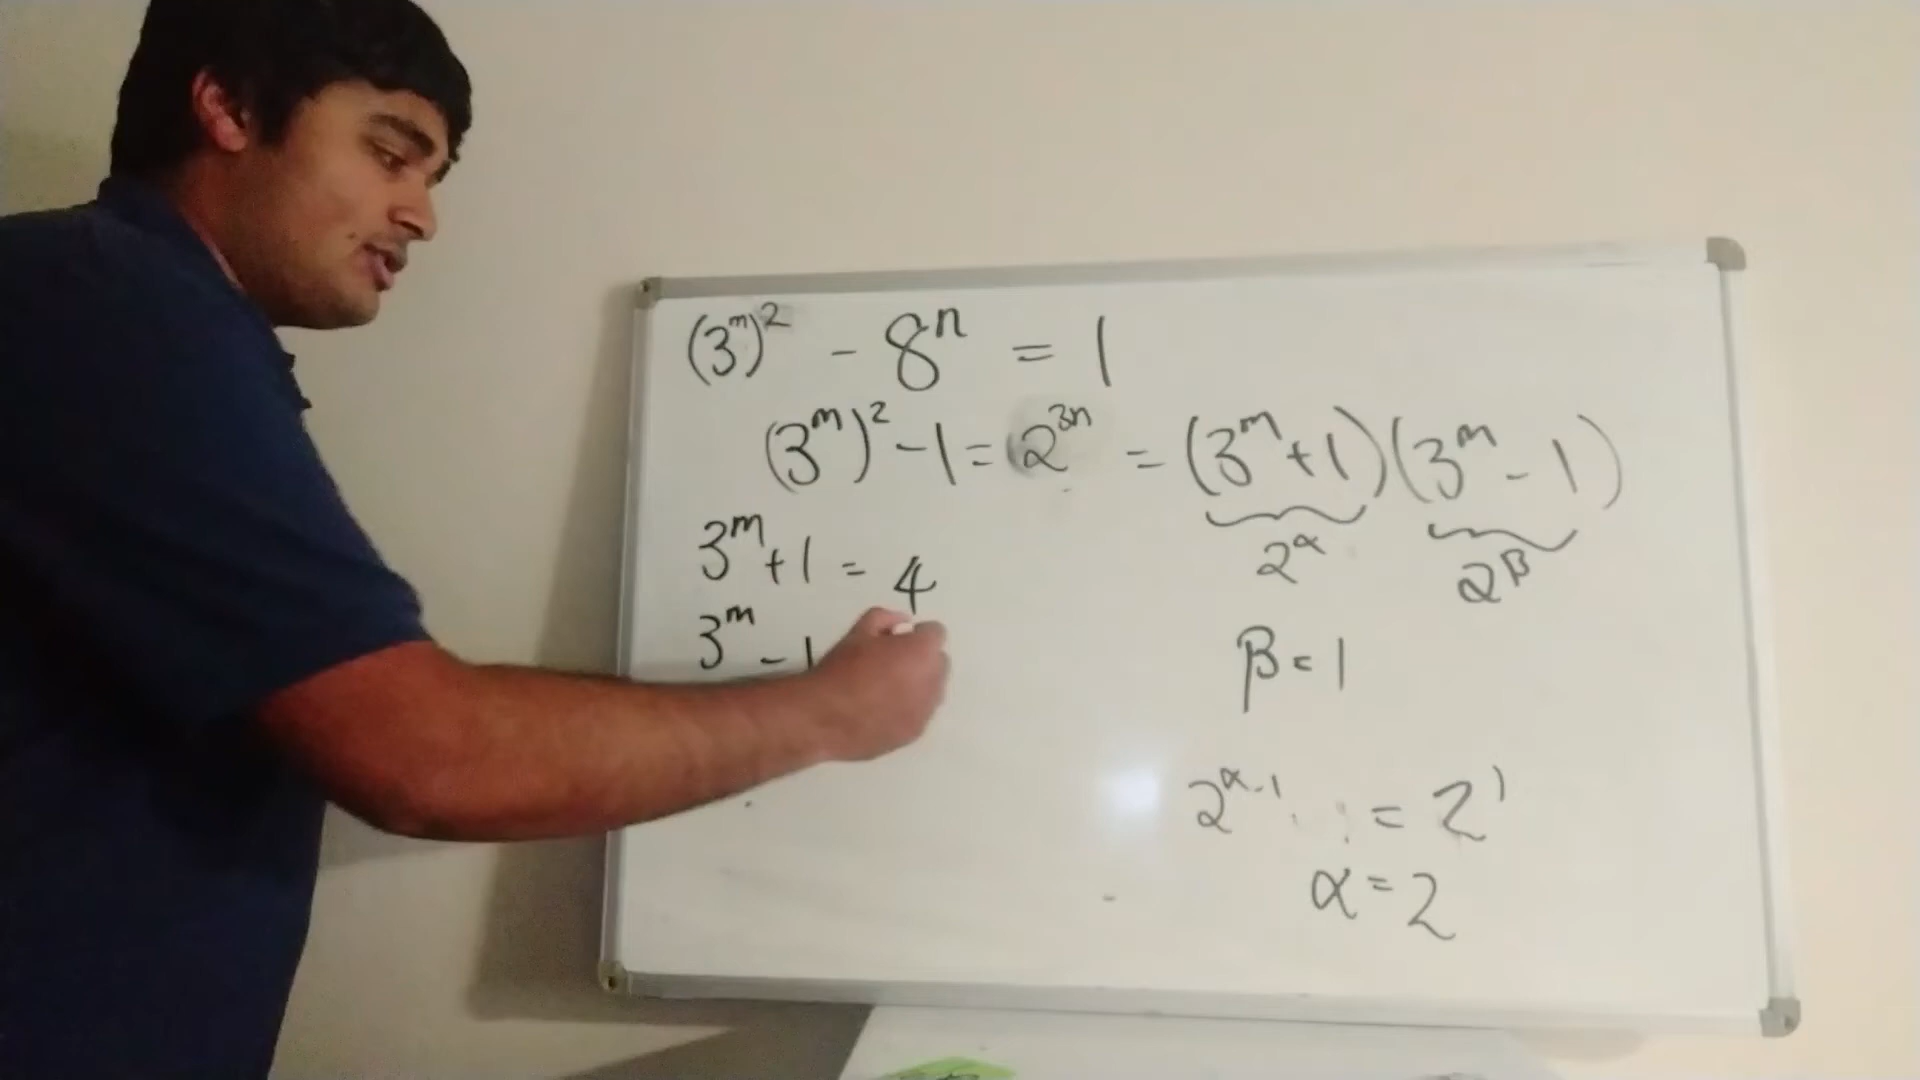 (3^m)^2 - 8^n = 1
(3^m)^2 - 1 = 2^{3n} = (3^m + 1)(3^m - 1)
2^α 2^β
3^m + 1 = 4
3^m - 1
β = 1
2^{α-1} = 2^1
α = 2